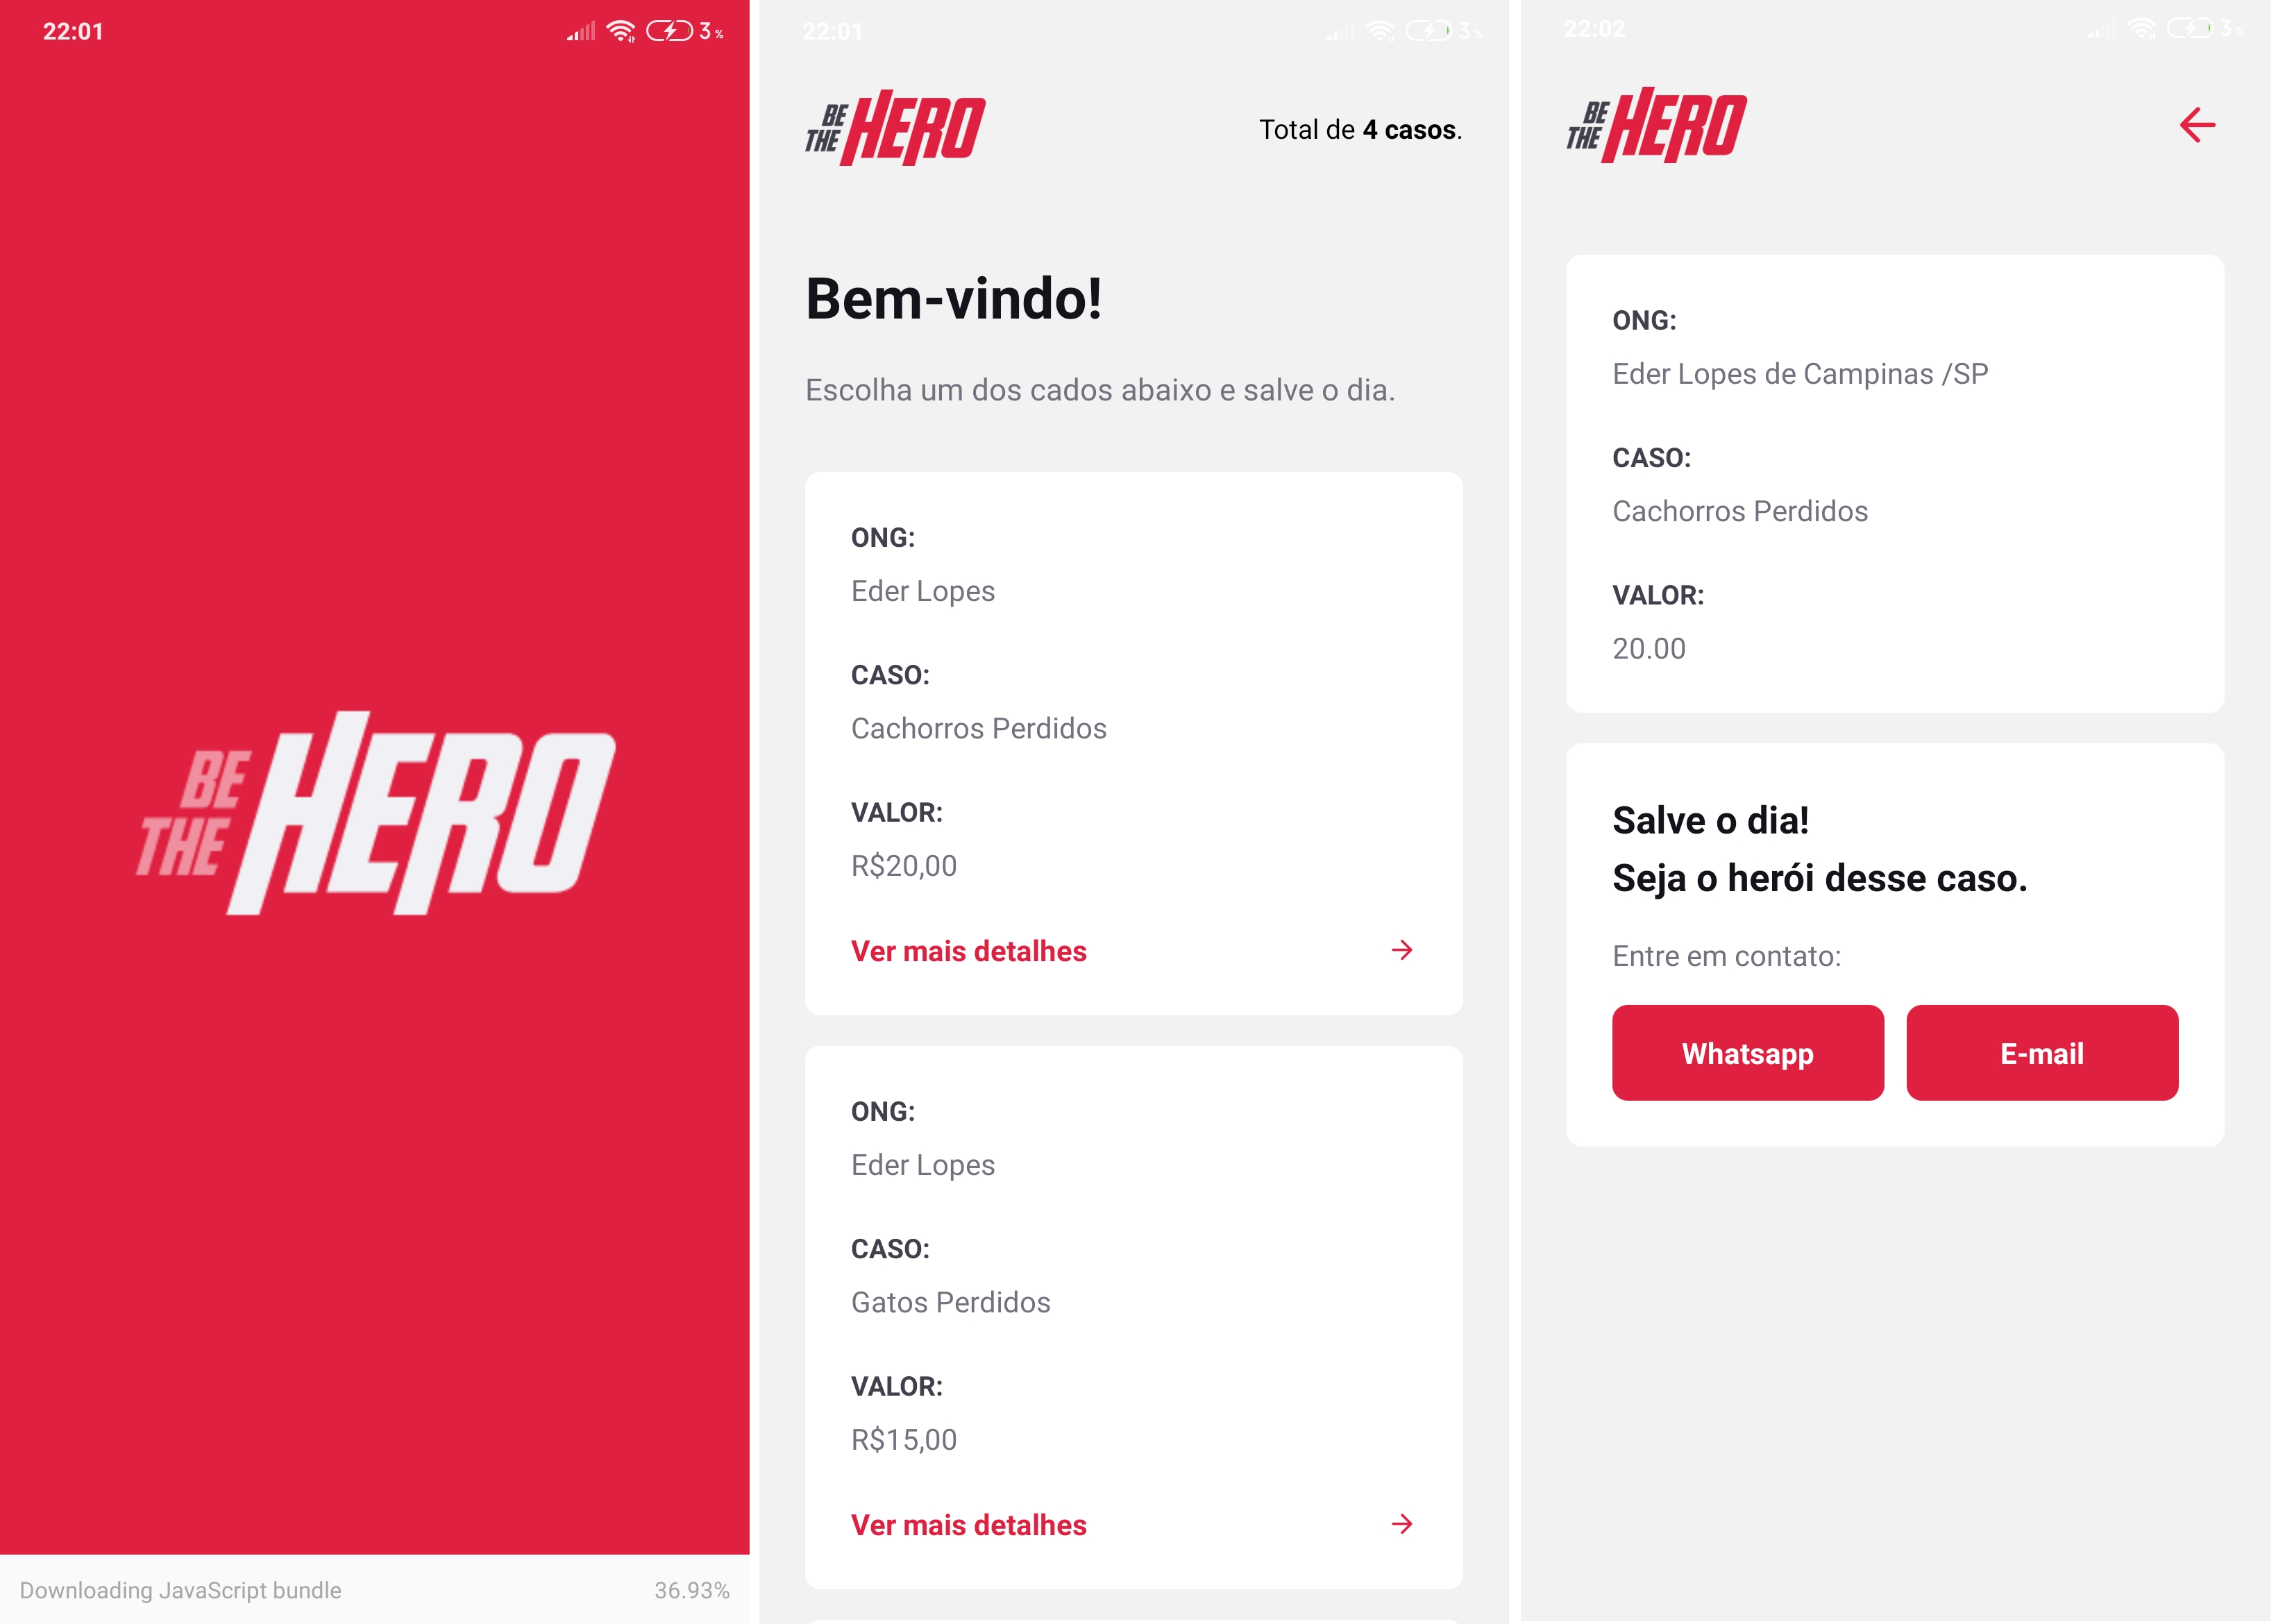 22:01
3%
BE
THE HERO
Downloading JavaScript bundle 36.93%
22:01
3%
BE
THE HERO
Total de 4 casos.
Bem-vindo!
Escolha um dos cados abaixo e salve o dia.
ONG:
Eder Lopes
CASO:
Cachorros Perdidos
VALOR:
R$20,00
Ver mais detalhes
ONG:
Eder Lopes
CASO:
Gatos Perdidos
VALOR:
R$15,00
Ver mais detalhes
22:02
3%
BE
THE HERO
ONG:
Eder Lopes de Campinas /SP
CASO:
Cachorros Perdidos
VALOR:
20.00
Salve o dia!
Seja o herói desse caso.
Entre em contato:
Whatsapp E-mail